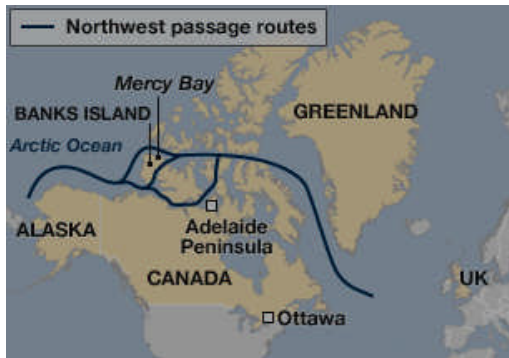 Northwest passage routes
Mercy Bay
BANKS ISLAND
GREENLAND
Arctic Ocean
ALASKA
Adelaide
Peninsula
CANADA
UK
Ottawa